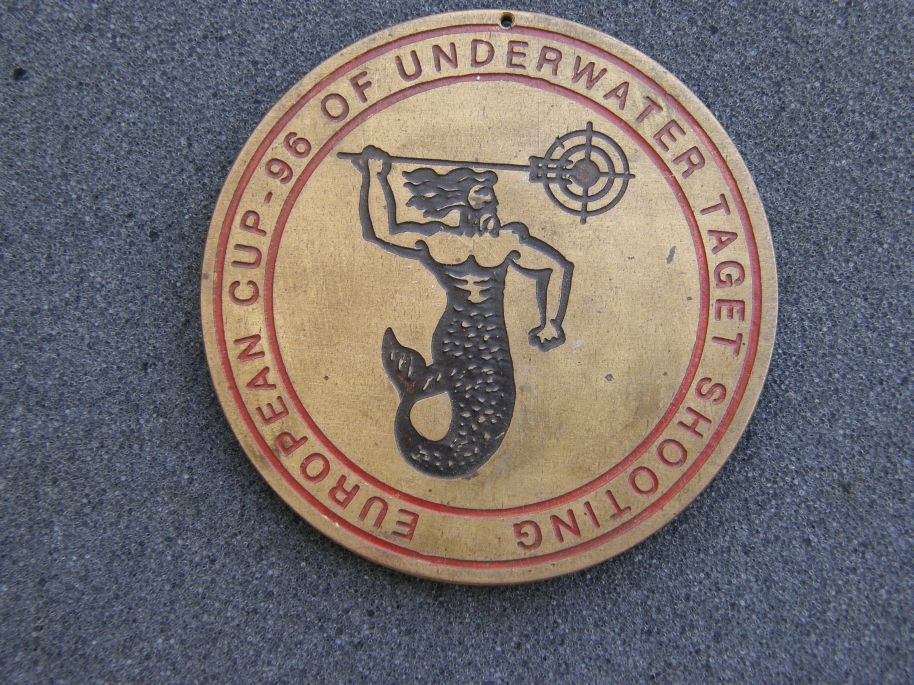 EUROPEAN CUP-96 OF UNDERWATER TAGET SHOOTING